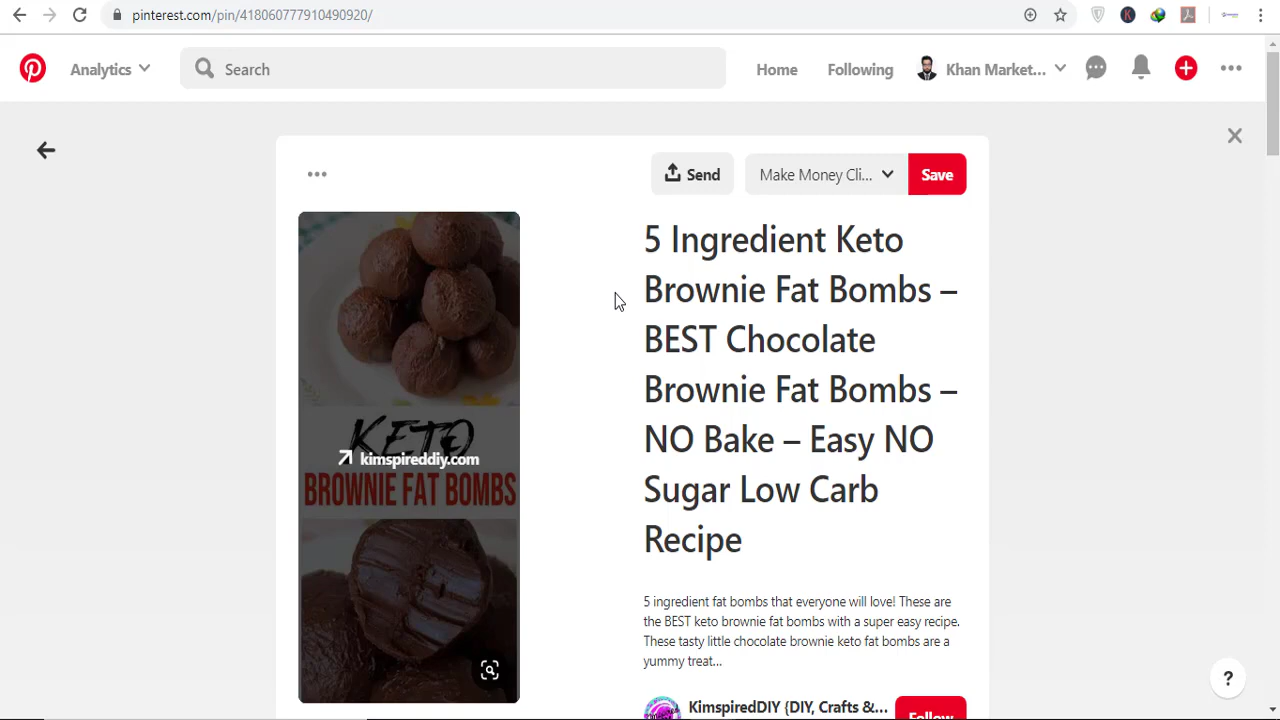 pinterest.com/pin/418060777910490920/
Analytics
Search
Home
Following
Khan Market...
Send
Make Money Cli...
Save
5 Ingredient Keto
Brownie Fat Bombs –
BEST Chocolate
Brownie Fat Bombs –
NO Bake – Easy NO
Sugar Low Carb
Recipe
KETO
kimspireddiy.com
BROWNIE FAT BOMBS
5 ingredient fat bombs that everyone will love! These are
the BEST keto brownie fat bombs with a super easy recipe.
These tasty little chocolate brownie keto fat bombs are a
yummy treat...
KimspiredDIY {DIY, Crafts &...
Follow
?